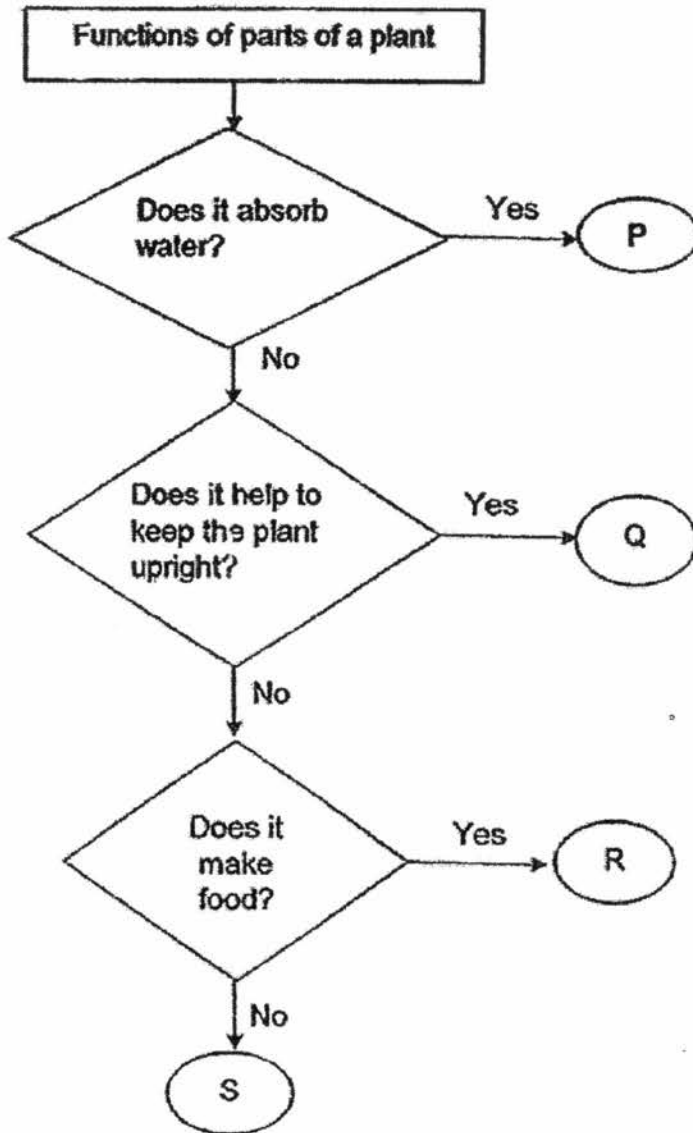 Functions of parts of a plant
Does it absorb
water?
Yes
P
No
Does it help to
keep the plant
upright?
Yes
Q
No
Does it
make
food?
Yes
R
No
S